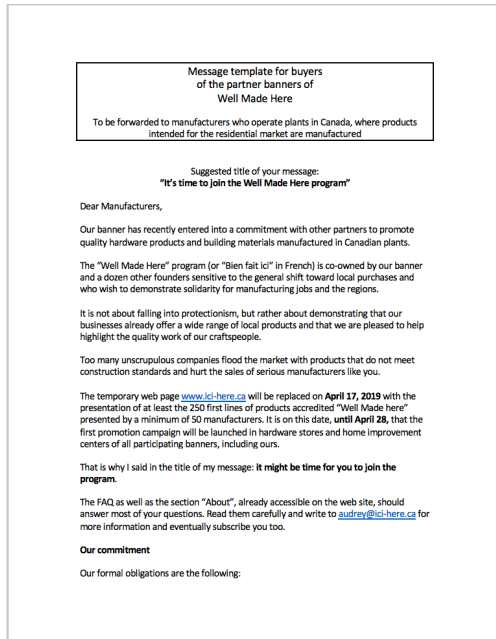 Message template for buyers
of the partner banners of
Well Made Here
To be forwarded to manufacturers who operate plants in Canada, where products
intended for the residential market are manufactured
Suggested title of your message:
"It's time to join the Well Made Here program"
Dear Manufacturers,
Our banner has recently entered into a commitment with other partners to promote
quality hardware products and building materials manufactured in Canadian plants.
The "Well Made Here" program (or "Bien fait ici" in French) is co-owned by our banner
and a dozen other founders sensitive to the general shift toward local purchases and
who wish to demonstrate solidarity for manufacturing jobs and the regions.
It is not about falling into protectionism, but rather about demonstrating that our
businesses already offer a wide range of local products and that we are pleased to help
highlight the quality work of our craftspeople.
Too many unscrupulous companies flood the market with products that do not meet
construction standards and hurt the sales of serious manufacturers like you.
The temporary web page www.ici-here.ca will be replaced on April 17, 2019 with the
presentation of at least the 250 first lines of products accredited "Well Made here"
presented by a minimum of 50 manufacturers. It is on this date, until April 28, that the
first promotion campaign will be launched in hardware stores and home improvement
centers of all participating banners, including ours.
That is why I said in the title of my message: it might be time for you to join the
program.
The FAQ as well as the section "About", already accessible on the web site, should
answer most of your questions. Read them carefully and write to audrey@ici-here.ca for
more information and eventually subscribe you too.
Our commitment
Our formal obligations are the following: